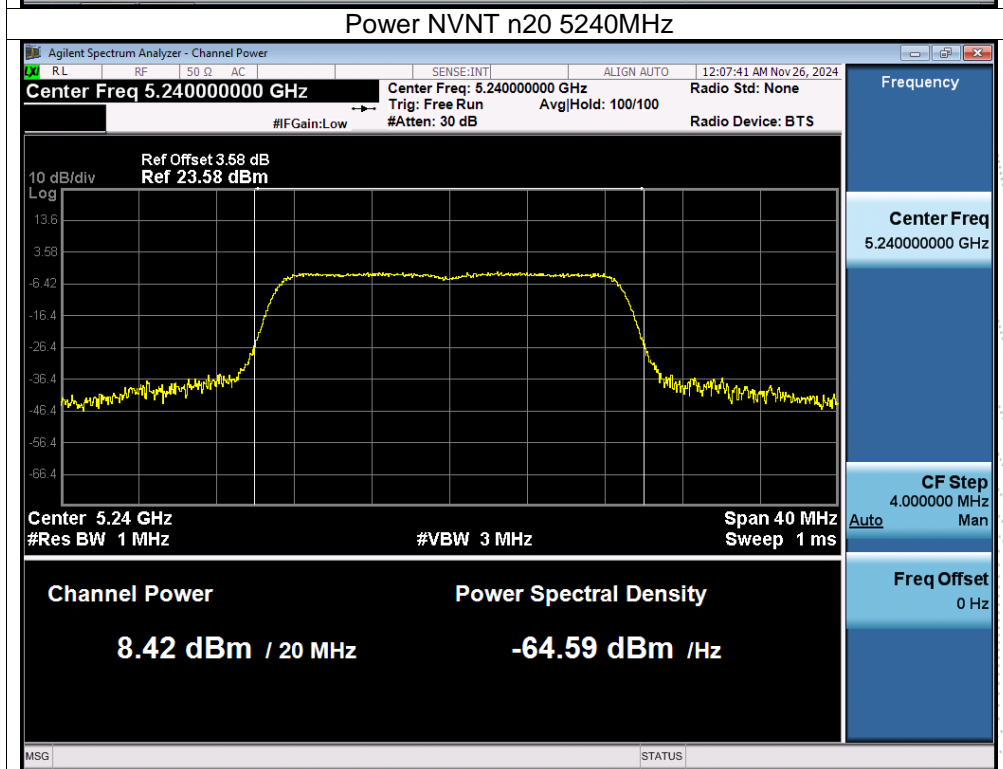 Power NVNT n20 5240MHz
Agilent Spectrum Analyzer - Channel Power
LXI RL RF 50 Ω AC SENSE:INT ALIGN AUTO 12:07:41 AM Nov 26, 2024
Center Freq 5.240000000 GHz
Center Freq: 5.240000000 GHz
Radio Std: None
Trig: Free Run Avg|Hold: 100/100
#IFGain:Low
#Atten: 30 dB
Radio Device: BTS
Ref Offset 3.58 dB
10 dB/div Ref 23.58 dBm
Log
13.6
3.58
-6.42
-16.4
-26.4
-36.4
-46.4
-56.4
-66.4
Center 5.24 GHz Span 40 MHz
#Res BW 1 MHz #VBW 3 MHz Sweep 1 ms
Channel Power Power Spectral Density
8.42 dBm / 20 MHz -64.59 dBm /Hz
Frequency
Center Freq
5.240000000 GHz
CF Step
4.000000 MHz
Auto Man
Freq Offset
0 Hz
MSG STATUS